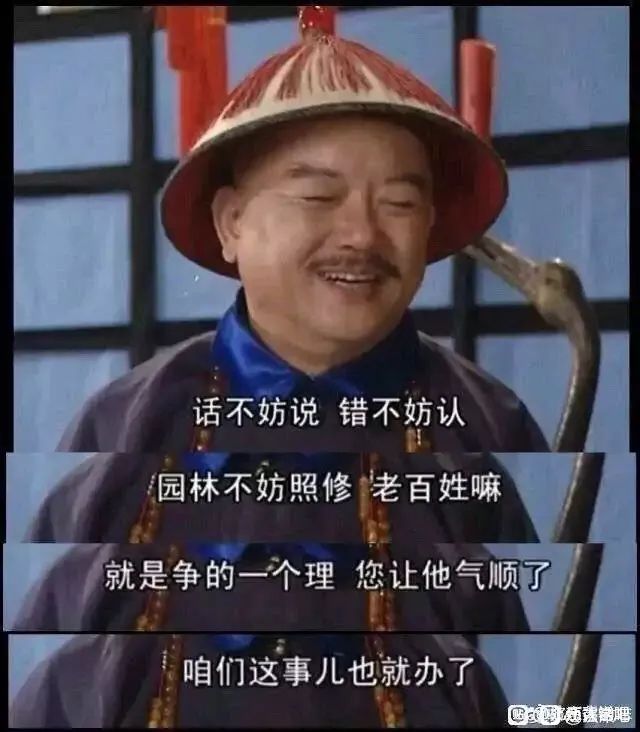 话不妨说 错不妨认
园林不妨照修 老百姓嘛
就是争的一个理 您让他气顺了
咱们这事儿也就办了